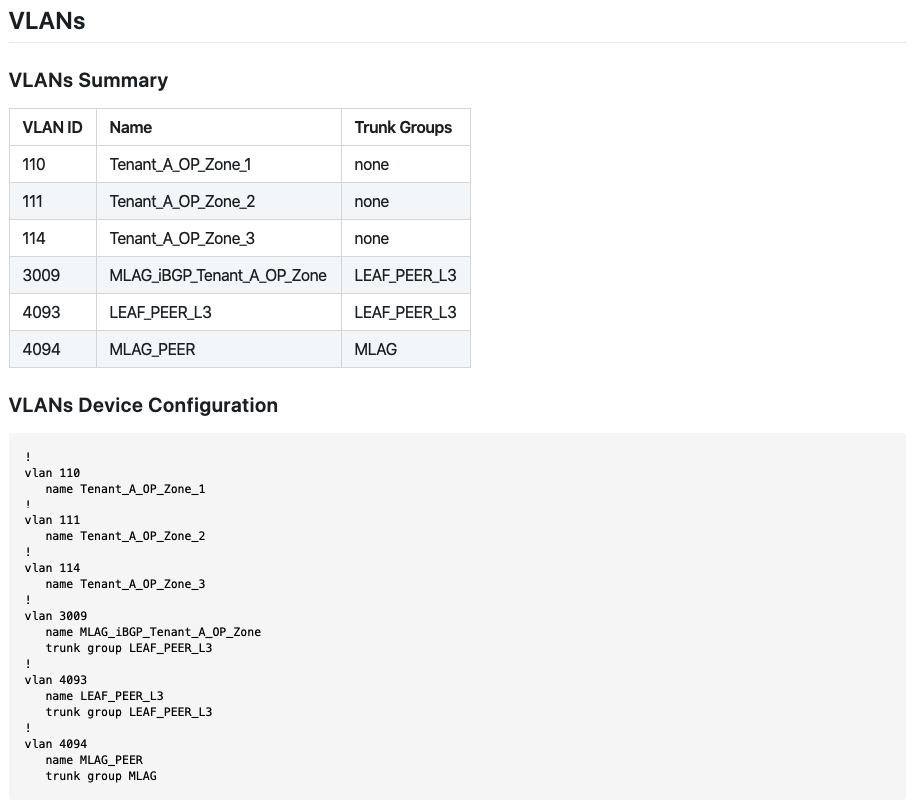 VLANs
VLANs Summary
VLAN ID Name Trunk Groups
110 Tenant_A_OP_Zone_1 none
111 Tenant_A_OP_Zone_2 none
114 Tenant_A_OP_Zone_3 none
3009 MLAG_iBGP_Tenant_A_OP_Zone LEAF_PEER_L3
4093 LEAF_PEER_L3 LEAF_PEER_L3
4094 MLAG_PEER MLAG
VLANs Device Configuration
!
vlan 110
   name Tenant_A_OP_Zone_1
!
vlan 111
   name Tenant_A_OP_Zone_2
!
vlan 114
   name Tenant_A_OP_Zone_3
!
vlan 3009
   name MLAG_iBGP_Tenant_A_OP_Zone
   trunk group LEAF_PEER_L3
!
vlan 4093
   name LEAF_PEER_L3
   trunk group LEAF_PEER_L3
!
vlan 4094
   name MLAG_PEER
   trunk group MLAG